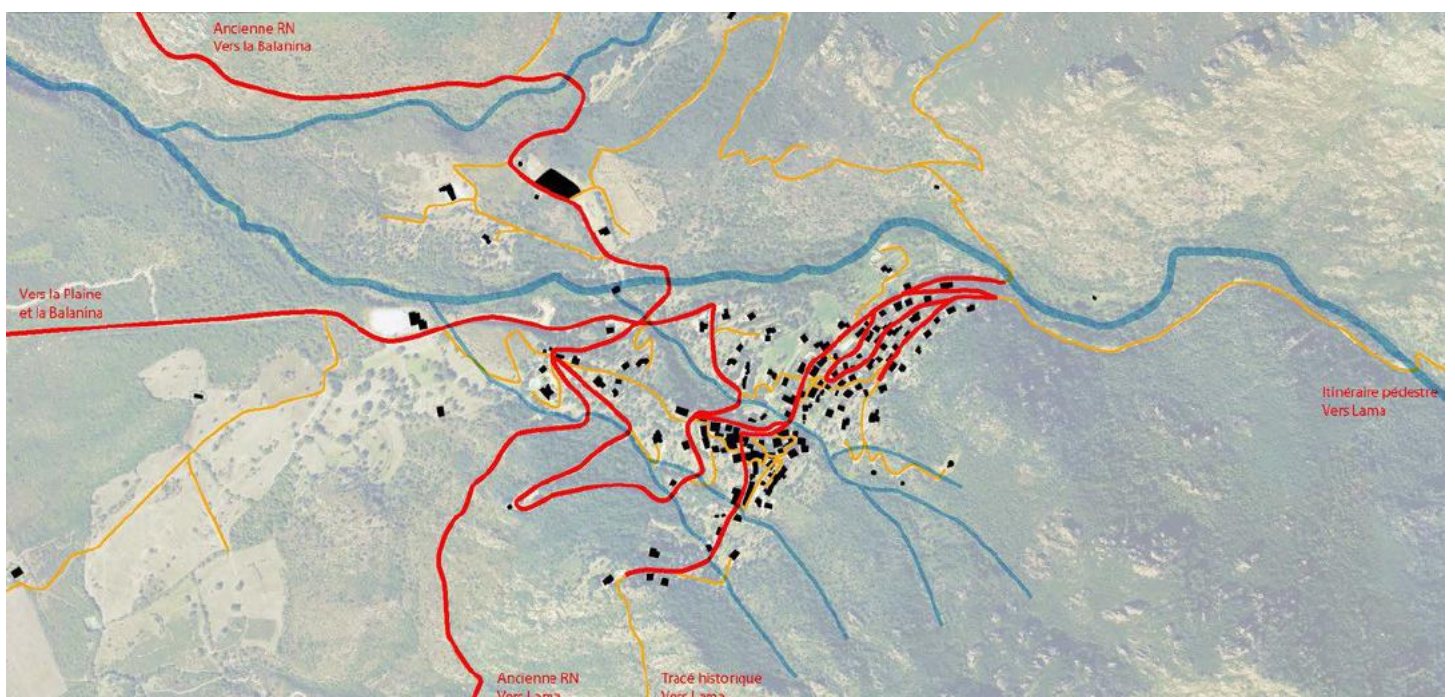 Ancienne RN
Vers la Balanina
Vers la Plaine
et la Balanina
Itinéraire pédestre
Vers Lama
Ancienne RN
Vers Lama
Tracé historique
Vers Lama